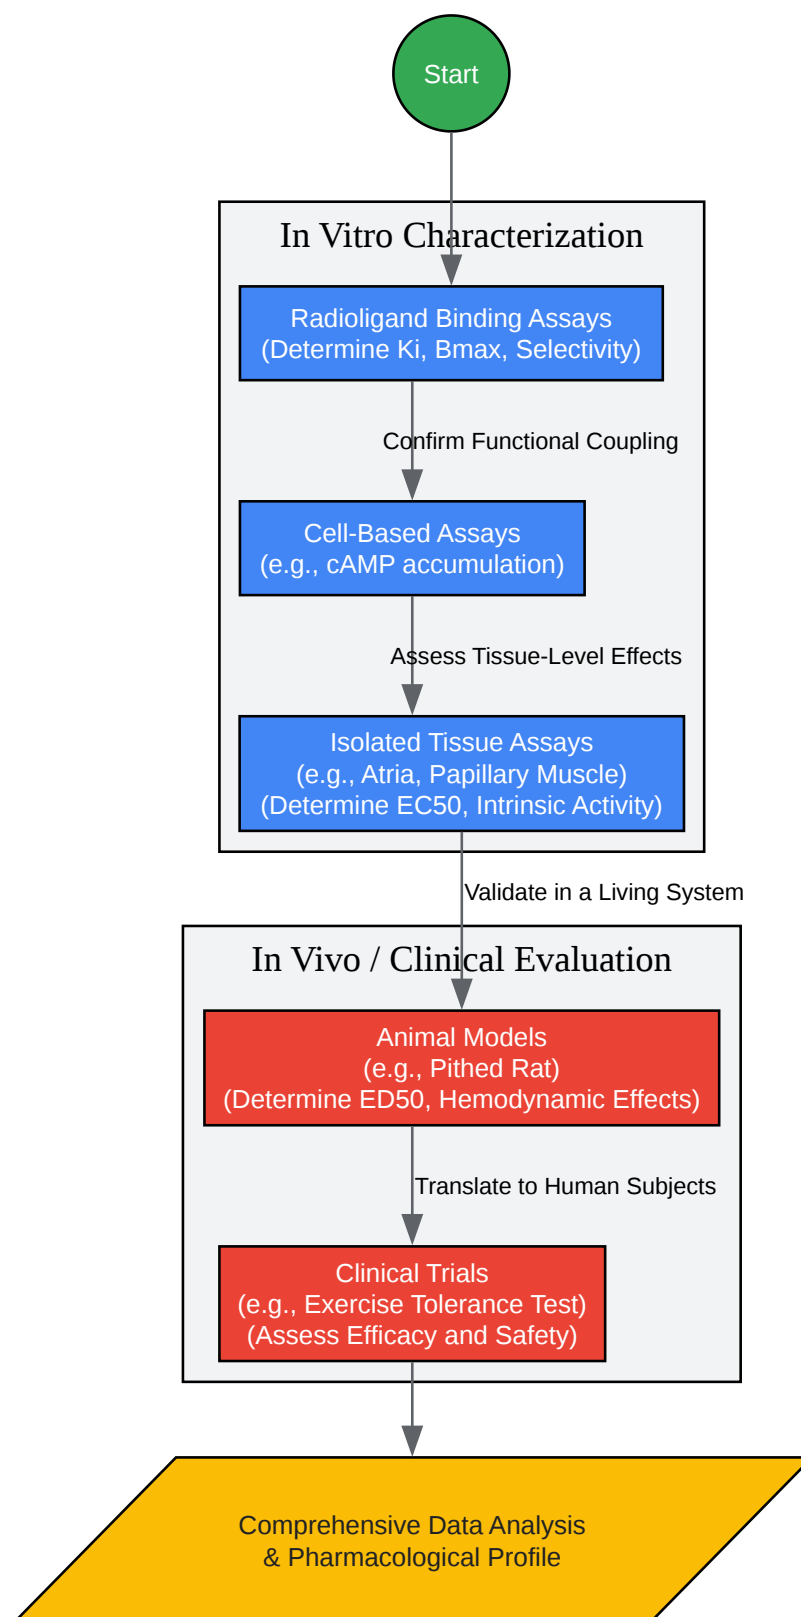 Start
In Vitro Characterization
Radioligand Binding Assays
(Determine Ki, Bmax, Selectivity)
Confirm Functional Coupling
Cell-Based Assays
(e.g., cAMP accumulation)
Assess Tissue-Level Effects
Isolated Tissue Assays
(e.g., Atria, Papillary Muscle)
(Determine EC50, Intrinsic Activity)
Validate in a Living System
In Vivo / Clinical Evaluation
Animal Models
(e.g., Pithed Rat)
(Determine ED50, Hemodynamic Effects)
Translate to Human Subjects
Clinical Trials
(e.g., Exercise Tolerance Test)
(Assess Efficacy and Safety)
Comprehensive Data Analysis
& Pharmacological Profile